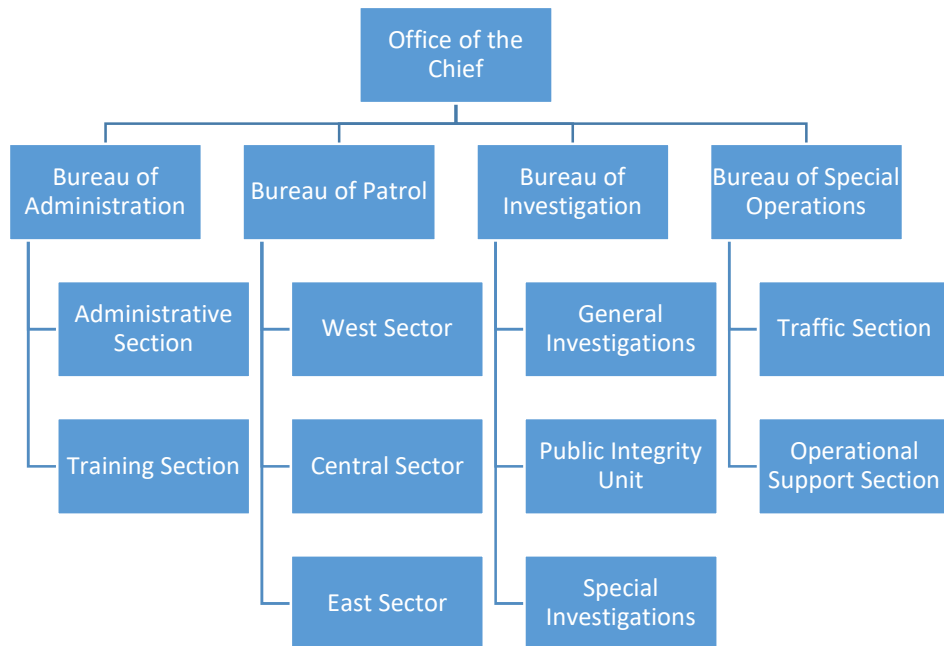 Office of the
Chief
Bureau of
Administration
Bureau of Patrol
Bureau of
Investigation
Bureau of Special
Operations
Administrative
Section
West Sector
General
Investigations
Traffic Section
Training Section
Central Sector
Public Integrity
Unit
Operational
Support Section
East Sector
Special
Investigations